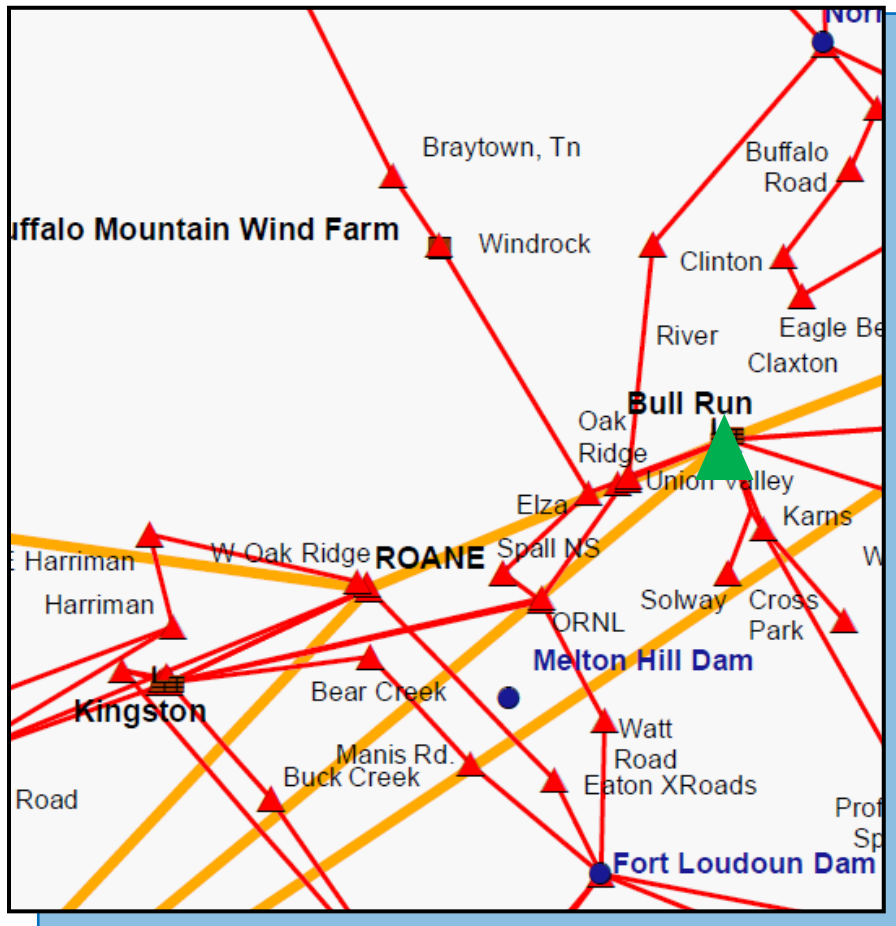 Nor
Braytown, Tn
Buffalo
Road
uffalo Mountain Wind Farm
Windrock
Clinton
River
Eagle Be
Claxton
Bull Run
Oak
Ridge
Union Valley
Elza
Karns
Spall NS
W Oak Ridge
ROANE
E Harriman
W
Harriman
Solway
Cross
Park
ORNL
Melton Hill Dam
Bear Creek
Kingston
Watt
Road
Manis Rd.
Buck Creek
Eaton XRoads
Road
Prof
Sp
Fort Loudoun Dam